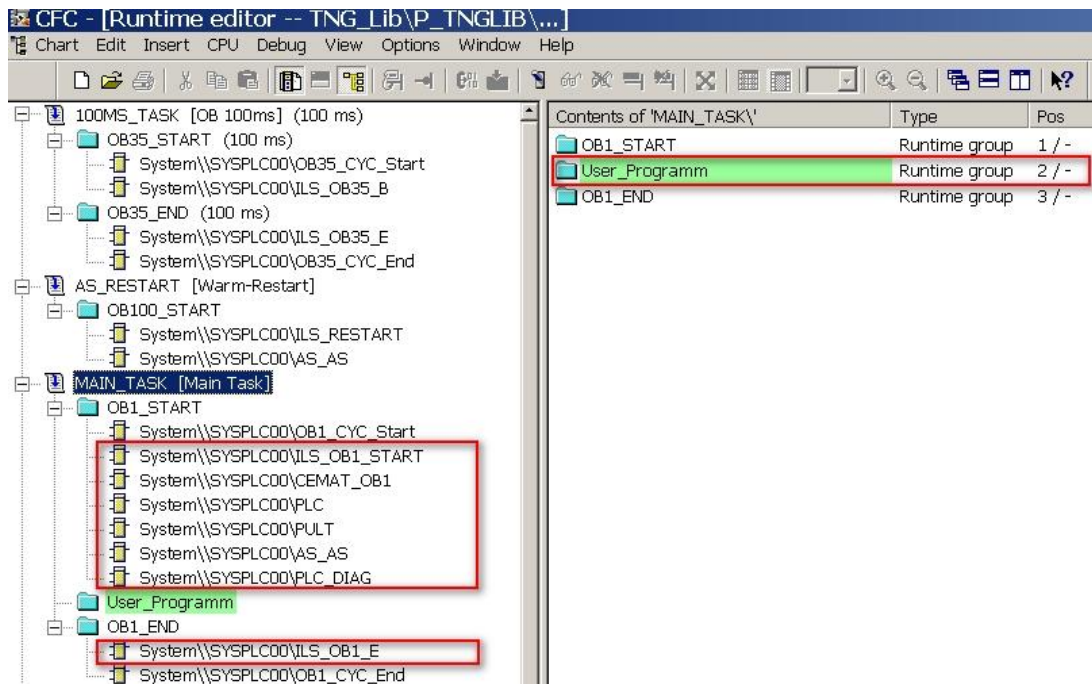 CFC - [Runtime editor -- TNG_Lib\P_TNGLIB\...]
Chart Edit Insert CPU Debug View Options Window Help
100MS_TASK [OB 100ms] (100 ms)
OB35_START (100 ms)
System\\SYSPLC00\OB35_CYC_Start
System\\SYSPLC00\ILS_OB35_B
OB35_END (100 ms)
System\\SYSPLC00\ILS_OB35_E
System\\SYSPLC00\OB35_CYC_End
AS_RESTART [Warm-Restart]
OB100_START
System\\SYSPLC00\ILS_RESTART
System\\SYSPLC00\AS_AS
MAIN_TASK [Main Task]
OB1_START
System\\SYSPLC00\OB1_CYC_Start
System\\SYSPLC00\ILS_OB1_START
System\\SYSPLC00\CEMAT_OB1
System\\SYSPLC00\PLC
System\\SYSPLC00\PULT
System\\SYSPLC00\AS_AS
System\\SYSPLC00\PLC_DIAG
User_Programm
OB1_END
System\\SYSPLC00\ILS_OB1_E
System\\SYSPLC00\OB1_CYC_End
Contents of 'MAIN_TASK\' Type Pos
OB1_START Runtime group 1 / -
User_Programm Runtime group 2 / -
OB1_END Runtime group 3 / -